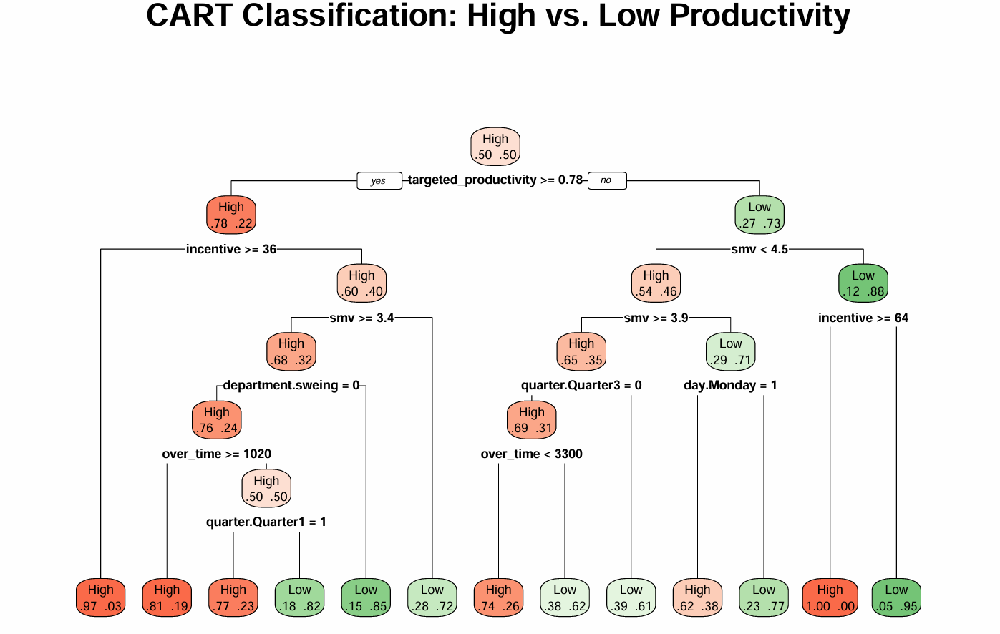 CART Classification: High vs. Low Productivity
High
.50 .50
yes targeted_productivity >= 0.78 no
High
.78 .22
Low
.27 .73
incentive >= 36
smv < 4.5
High
.60 .40
High
.54 .46
Low
.12 .88
smv >= 3.4
smv >= 3.9
incentive >= 64
High
.68 .32
High
.65 .35
Low
.29 .71
department.sweing = 0
quarter.Quarter3 = 0
day.Monday = 1
High
.76 .24
High
.69 .31
over_time >= 1020
over_time < 3300
High
.50 .50
quarter.Quarter1 = 1
High
.97 .03
High
.81 .19
High
.77 .23
Low
.18 .82
Low
.15 .85
Low
.28 .72
High
.74 .26
Low
.38 .62
Low
.39 .61
High
.62 .38
Low
.23 .77
High
1.00 .00
Low
.05 .95